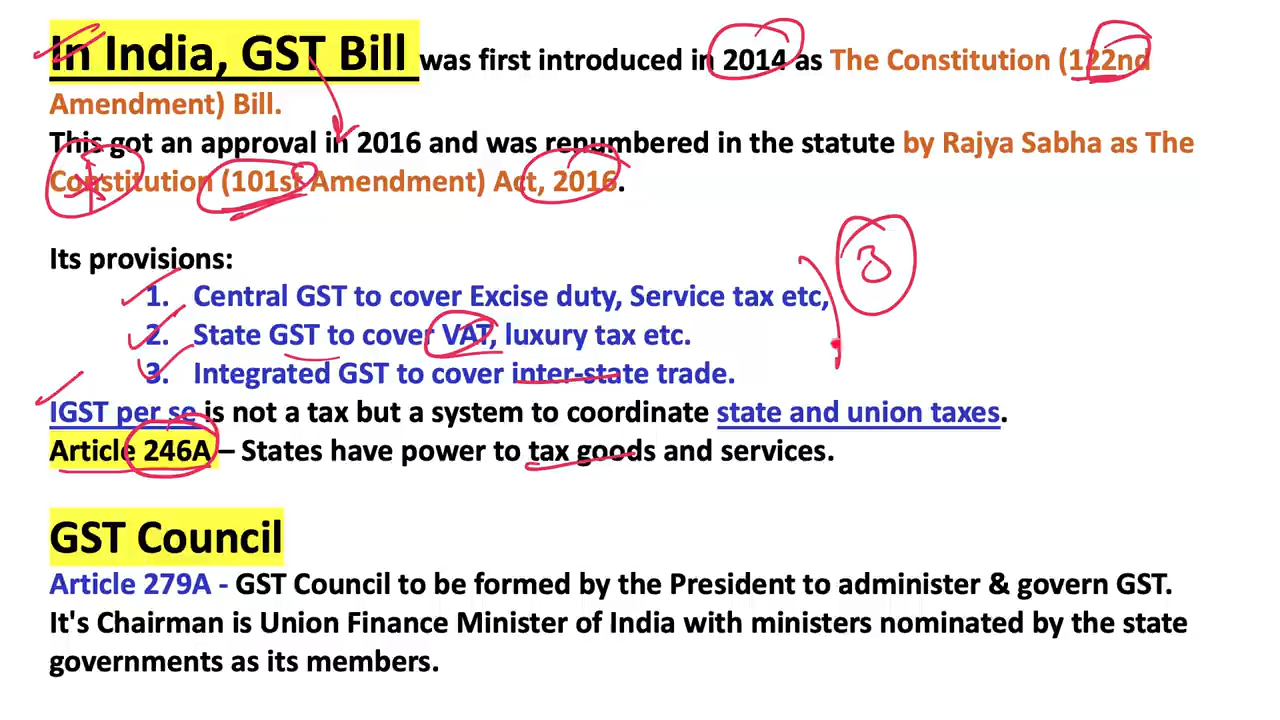 In India, GST Bill was first introduced in 2014 as The Constitution (122nd
Amendment) Bill.
This got an approval in 2016 and was renumbered in the statute by Rajya Sabha as The
Constitution (101st Amendment) Act, 2016.
3
Its provisions:
1. Central GST to cover Excise duty, Service tax etc,
2. State GST to cover VAT, luxury tax etc.
3. Integrated GST to cover inter-state trade.
IGST per se is not a tax but a system to coordinate state and union taxes.
Article 246A – States have power to tax goods and services.
GST Council
Article 279A - GST Council to be formed by the President to administer & govern GST.
It's Chairman is Union Finance Minister of India with ministers nominated by the state
governments as its members.